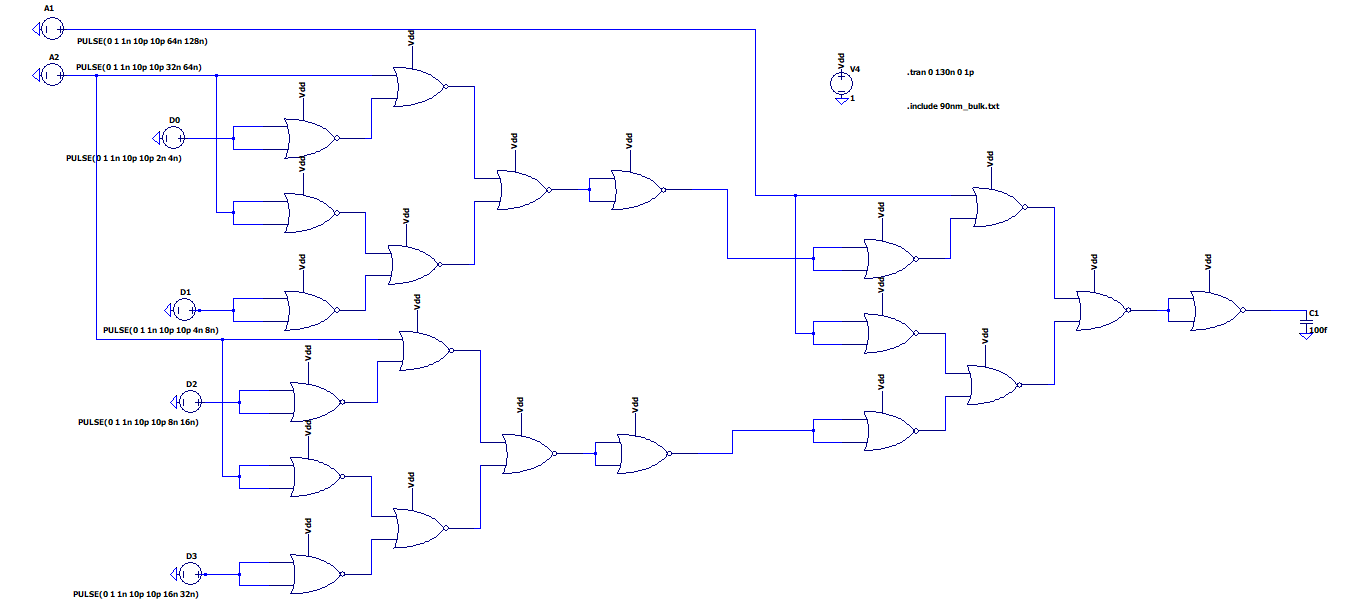 A1
PULSE(0 1 1n 10p 10p 64n 128n)
A2
PULSE(0 1 1n 10p 10p 32n 64n)
Vdd
Vdd
V4
1
.tran 0 130n 0 1p
.include 90nm_bulk.txt
Vdd
D0
PULSE(0 1 1n 10p 10p 2n 4n)
Vdd
Vdd
Vdd
Vdd
Vdd
Vdd
Vdd
D1
PULSE(0 1 1n 10p 10p 4n 8n)
Vdd
Vdd
Vdd
Vdd
Vdd
C1
100f
Vdd
Vdd
D2
PULSE(0 1 1n 10p 10p 8n 16n)
Vdd
Vdd
Vdd
Vdd
Vdd
Vdd
D3
PULSE(0 1 1n 10p 10p 16n 32n)